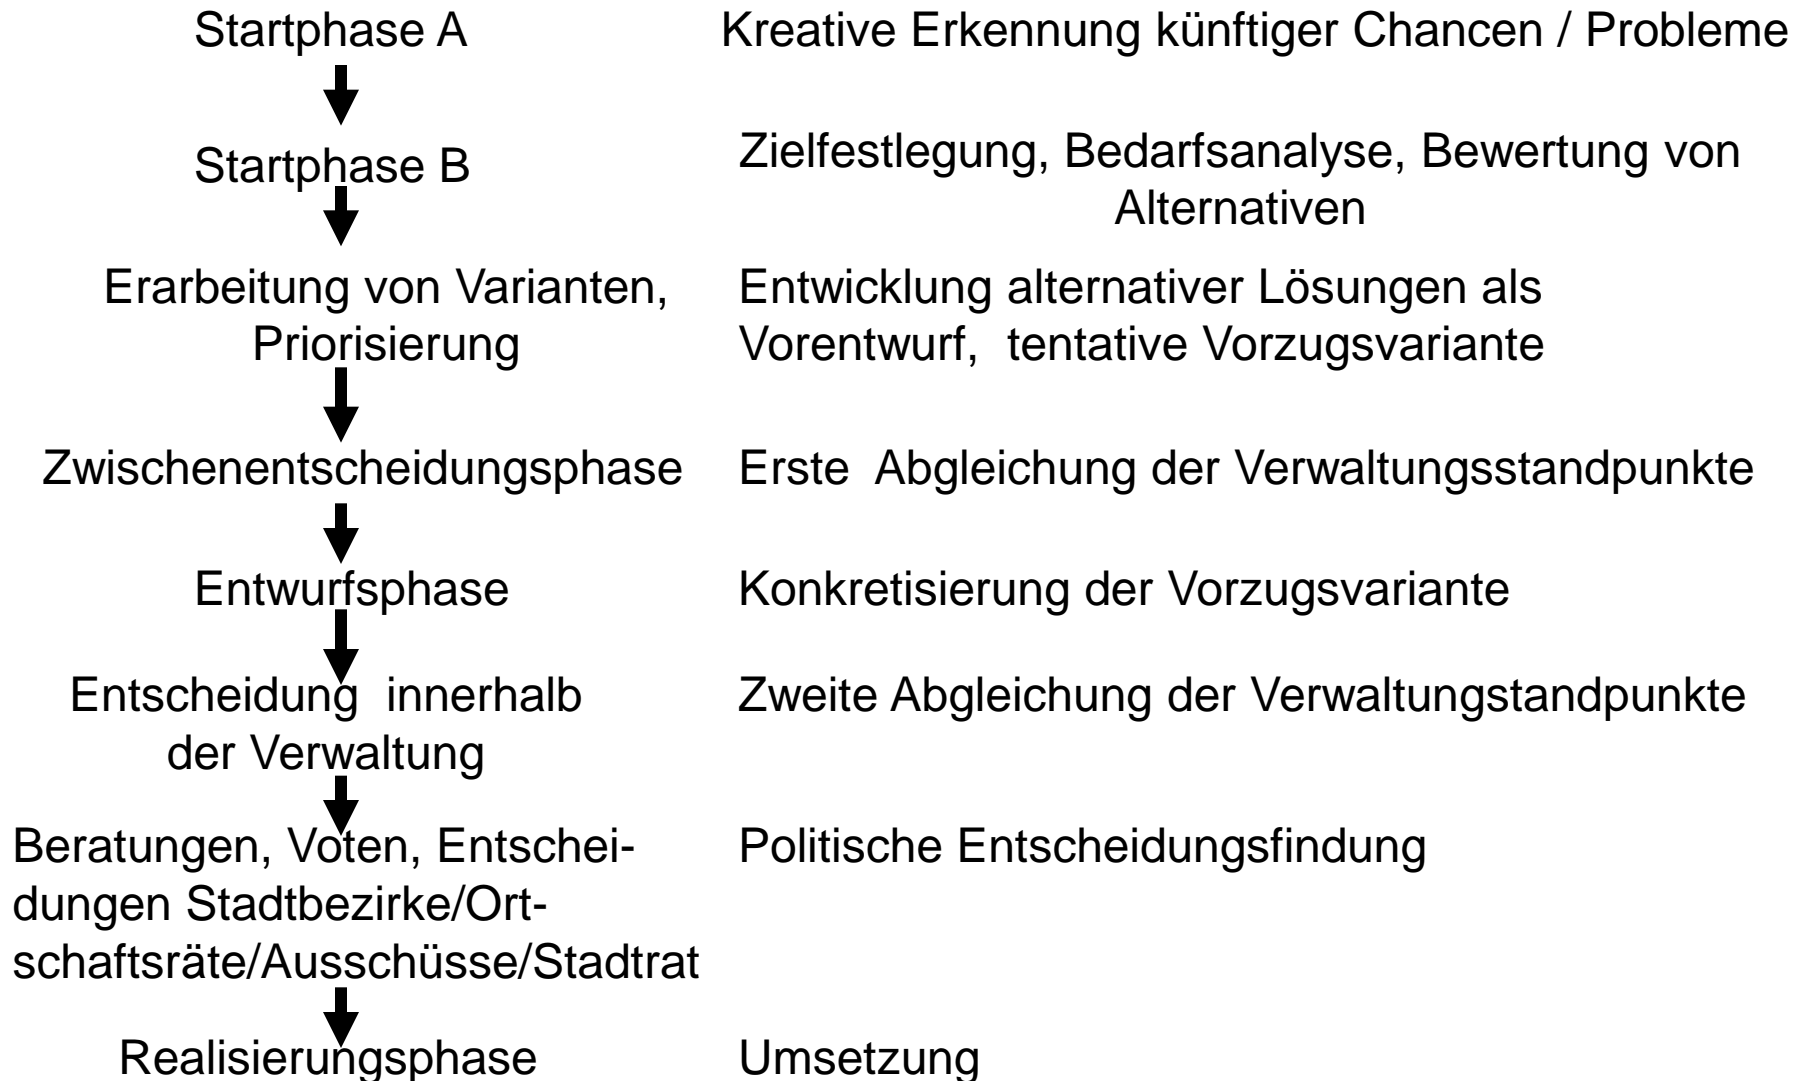 Startphase A
Kreative Erkennung künftiger Chancen / Probleme
Startphase B
Zielfestlegung, Bedarfsanalyse, Bewertung von
Alternativen
Erarbeitung von Varianten,
Priorisierung
Entwicklung alternativer Lösungen als
Vorentwurf, tentative Vorzugsvariante
Zwischenentscheidungsphase
Erste Abgleichung der Verwaltungsstandpunkte
Entwurfsphase
Konkretisierung der Vorzugsvariante
Entscheidung innerhalb
der Verwaltung
Zweite Abgleichung der Verwaltungstandpunkte
Beratungen, Voten, Entschei-
dungen Stadtbezirke/Ort-
schaftsräte/Ausschüsse/Stadtrat
Politische Entscheidungsfindung
Realisierungsphase
Umsetzung